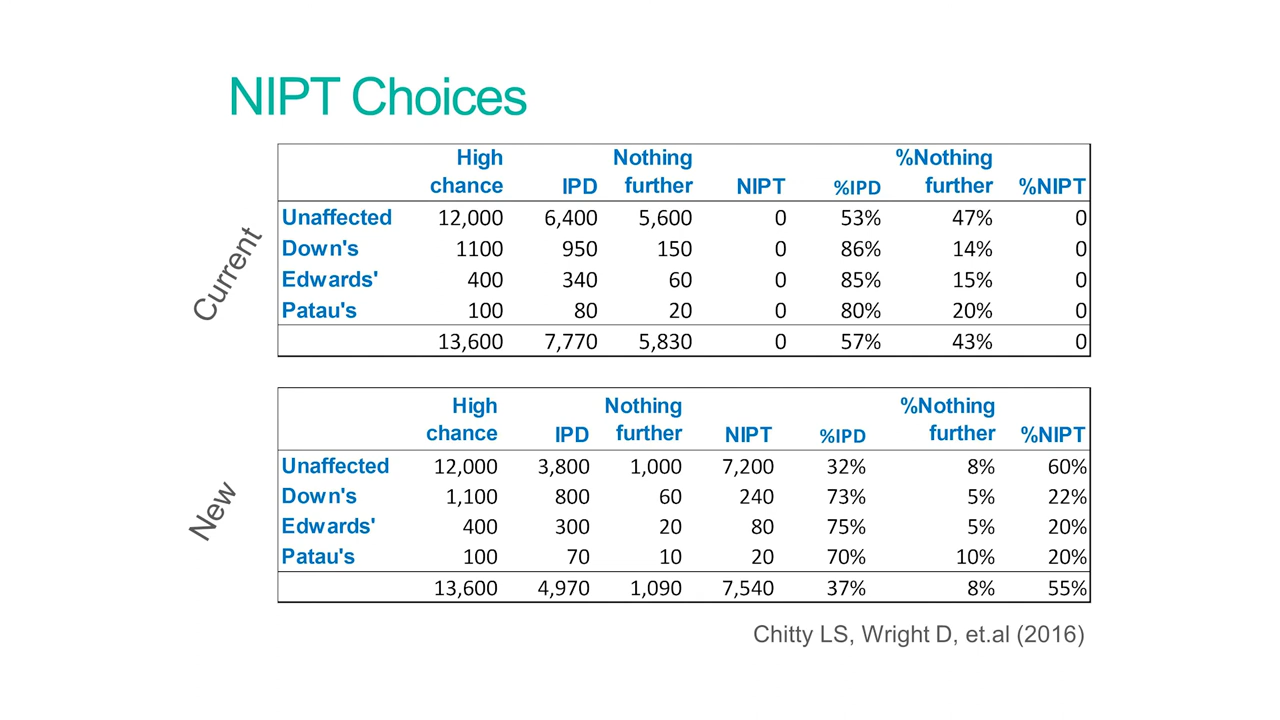 NIPT Choices
Current
High chance IPD Nothing further NIPT %IPD %Nothing further %NIPT
Unaffected 12,000 6,400 5,600 0 53% 47% 0
Down's 1100 950 150 0 86% 14% 0
Edwards' 400 340 60 0 85% 15% 0
Patau's 100 80 20 0 80% 20% 0
13,600 7,770 5,830 0 57% 43% 0
New
High chance IPD Nothing further NIPT %IPD %Nothing further %NIPT
Unaffected 12,000 3,800 1,000 7,200 32% 8% 60%
Down's 1,100 800 60 240 73% 5% 22%
Edwards' 400 300 20 80 75% 5% 20%
Patau's 100 70 10 20 70% 10% 20%
13,600 4,970 1,090 7,540 37% 8% 55%
Chitty LS, Wright D, et.al (2016)